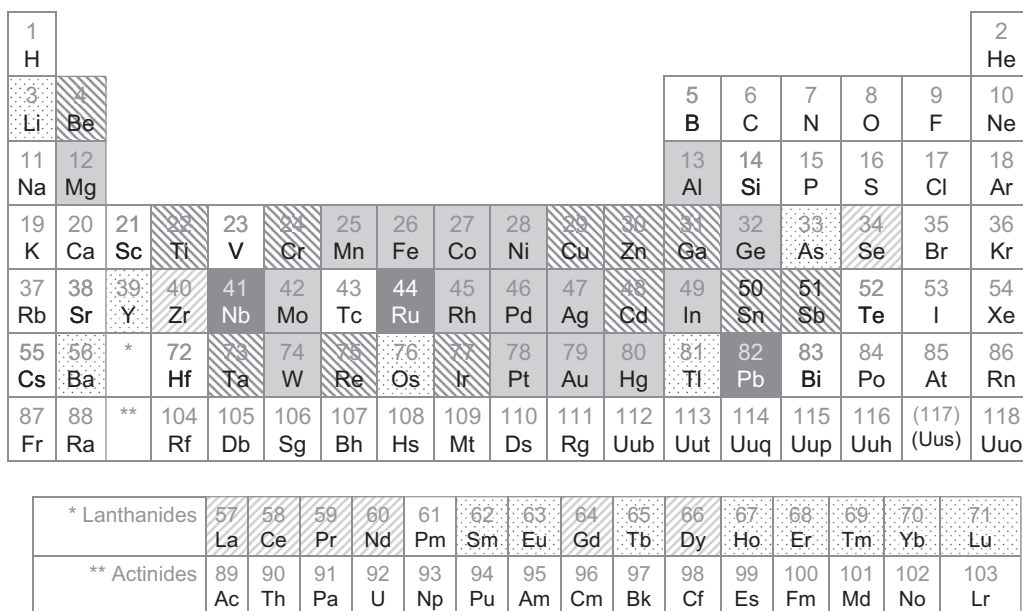 1 2
H He
3 4 5 6 7 8 9 10
Li Be B C N O F Ne
11 12 13 14 15 16 17 18
Na Mg Al Si P S Cl Ar
19 20 21 22 23 24 25 26 27 28 29 30 31 32 33 34 35 36
K Ca Sc Ti V Cr Mn Fe Co Ni Cu Zn Ga Ge As Se Br Kr
37 38 39 40 41 42 43 44 45 46 47 48 49 50 51 52 53 54
Rb Sr Y Zr Nb Mo Tc Ru Rh Pd Ag Cd In Sn Sb Te I Xe
55 56 * 72 73 74 75 76 77 78 79 80 81 82 83 84 85 86
Cs Ba Hf Ta W Re Os Ir Pt Au Hg Tl Pb Bi Po At Rn
87 88 ** 104 105 106 107 108 109 110 111 112 113 114 115 116 (117) 118
Fr Ra Rf Db Sg Bh Hs Mt Ds Rg Uub Uut Uuq Uup Uuh (Uus) Uuo
* Lanthanides 57 58 59 60 61 62 63 64 65 66 67 68 69 70 71
La Ce Pr Nd Pm Sm Eu Gd Tb Dy Ho Er Tm Yb Lu
** Actinides 89 90 91 92 93 94 95 96 97 98 99 100 101 102 103
Ac Th Pa U Np Pu Am Cm Bk Cf Es Fm Md No Lr